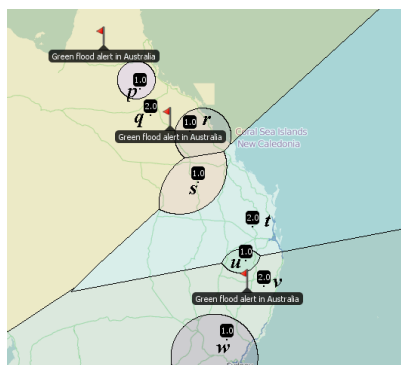 Green flood alert in Australia
1.0
p
2.0
q
1.0
r
Green flood alert in Australia
Coral Sea Islands
New Caledonia
1.0
s
2.0
t
1.0
u
2.0
v
Green flood alert in Australia
1.0
w